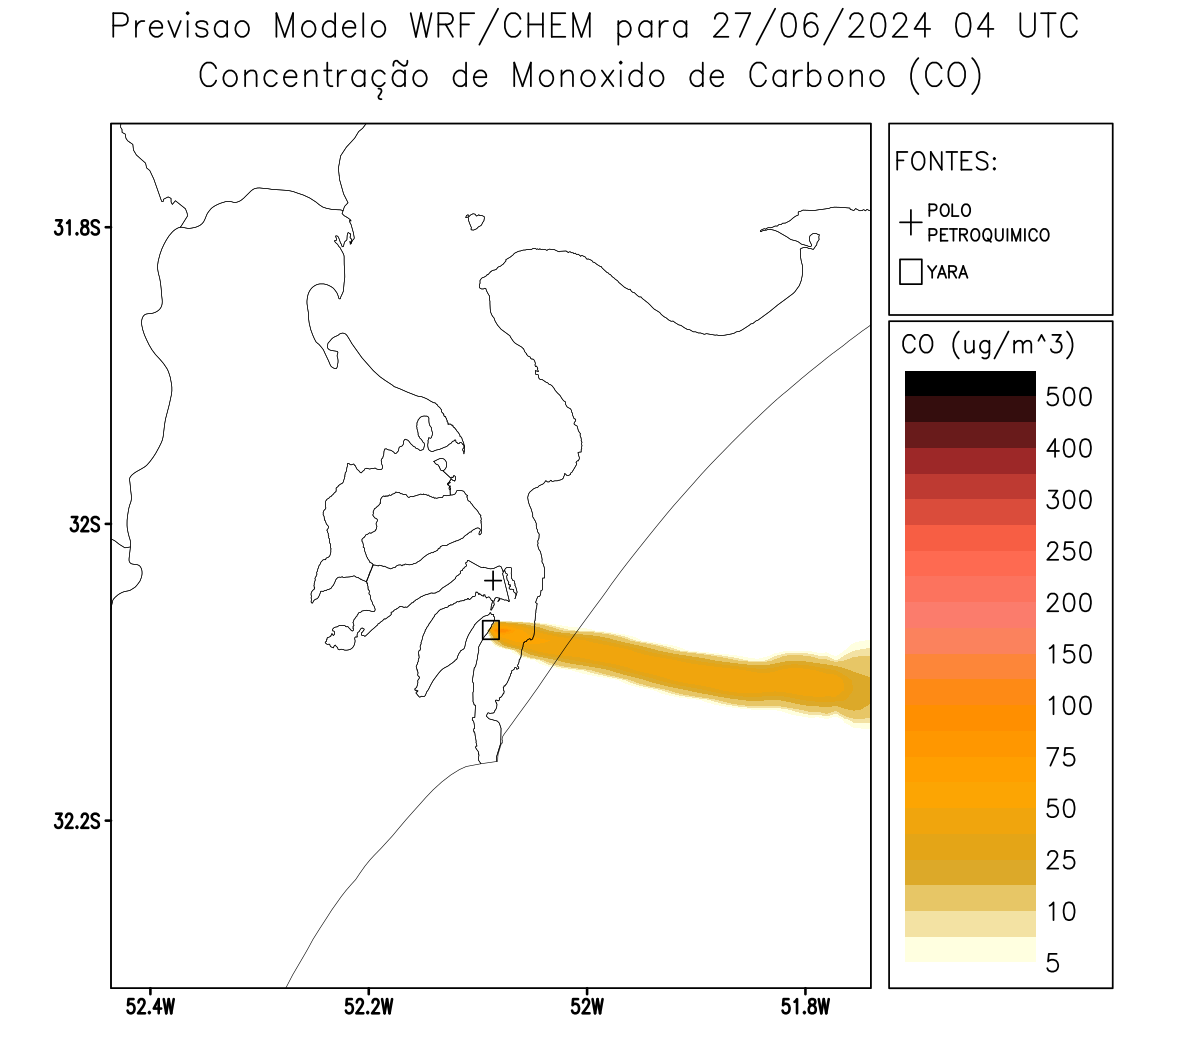 Previsao Modelo WRF/CHEM para 27/06/2024 04 UTC
Concentração de Monoxido de Carbono (CO)
FONTES:
POLO
PETROQUIMICO
YARA
CO (ug/m^3)
500
400
300
250
200
150
100
75
50
25
10
5
31.8S
32S
32.2S
52.4W
52.2W
52W
51.8W